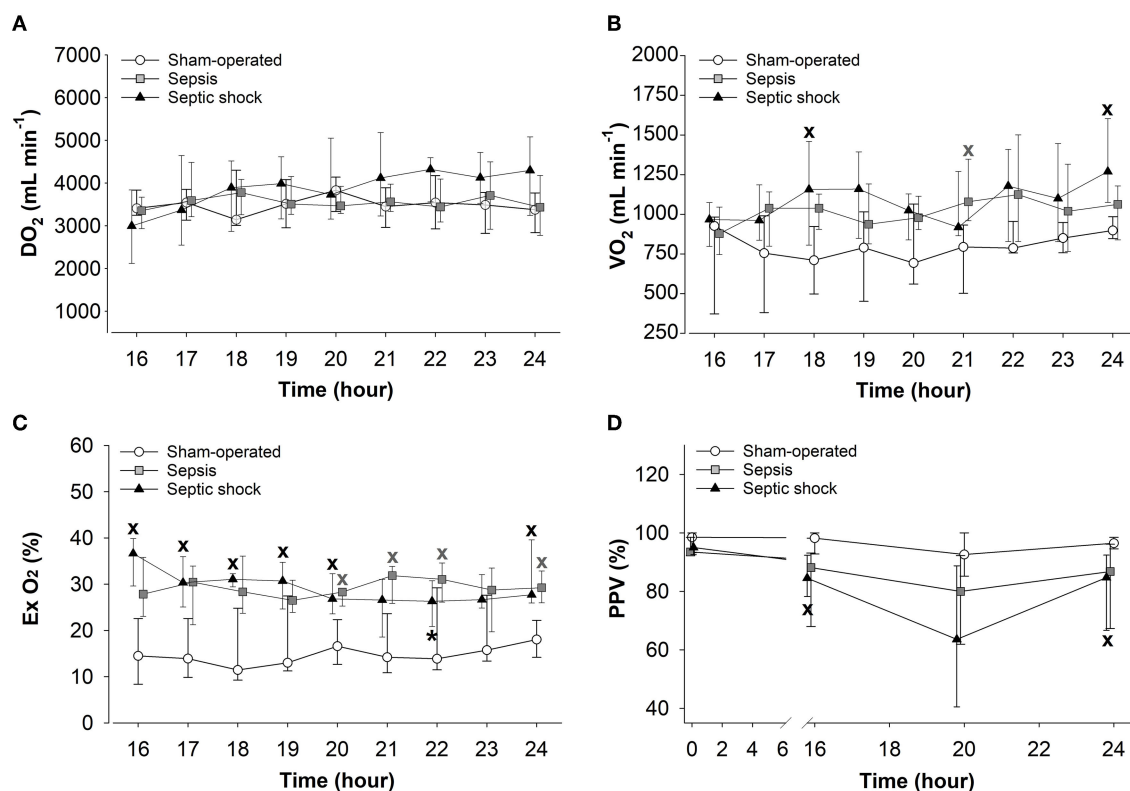 A
DO2 (mL min-1)
7000
6000
5000
4000
3000
2000
1000
Sham-operated
Sepsis
Septic shock
16 17 18 19 20 21 22 23 24
Time (hour)
B
VO2 (mL min-1)
2000
1750
1500
1250
1000
750
500
250
Sham-operated
Sepsis
Septic shock
x x x
16 17 18 19 20 21 22 23 24
Time (hour)
C
Ex O2 (%)
60
50
40
30
20
10
0
Sham-operated
Sepsis
Septic shock
x x x x x x x x x x
*
16 17 18 19 20 21 22 23 24
Time (hour)
D
PPV (%)
120
100
80
60
40
Sham-operated
Sepsis
Septic shock
x x
0 2 4 6 16 20 22 24
Time (hour)